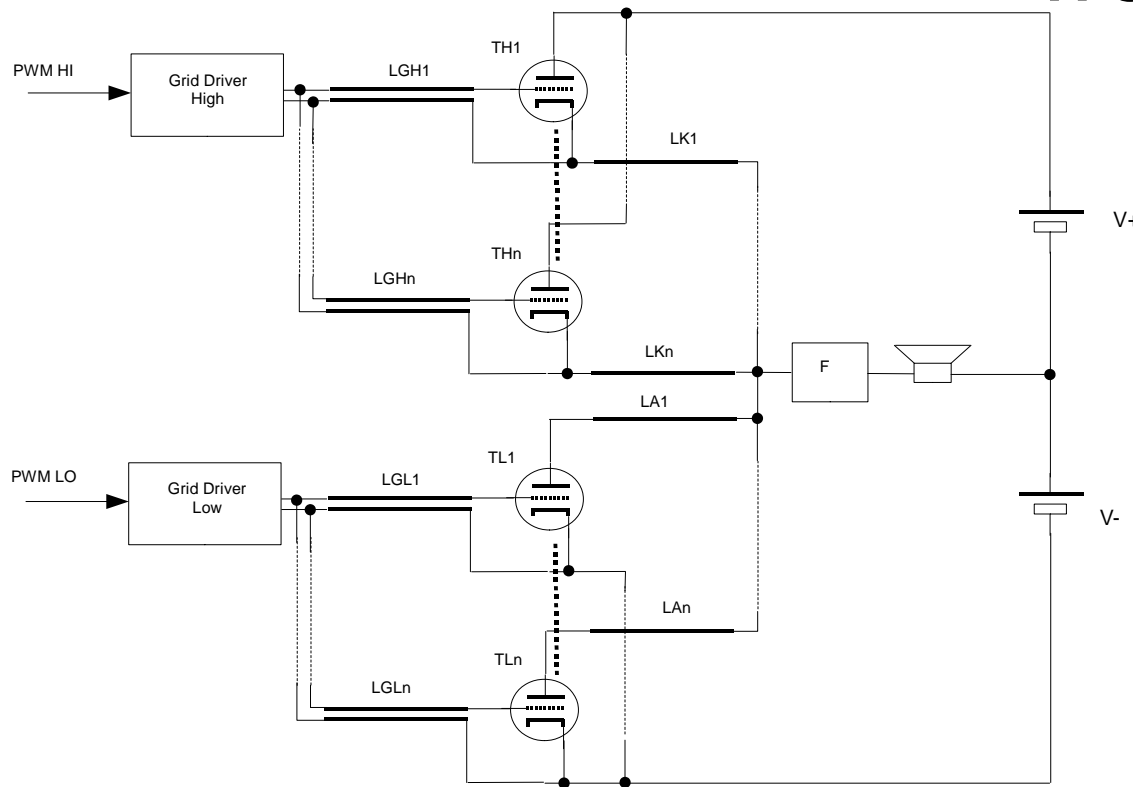 TH1
PWM HI
Grid Driver
High
LGH1
LK1
V+
THn
LGHn
LKn
F
LA1
TL1
PWM LO
Grid Driver
Low
LGL1
V-
LAn
TLn
LGLn